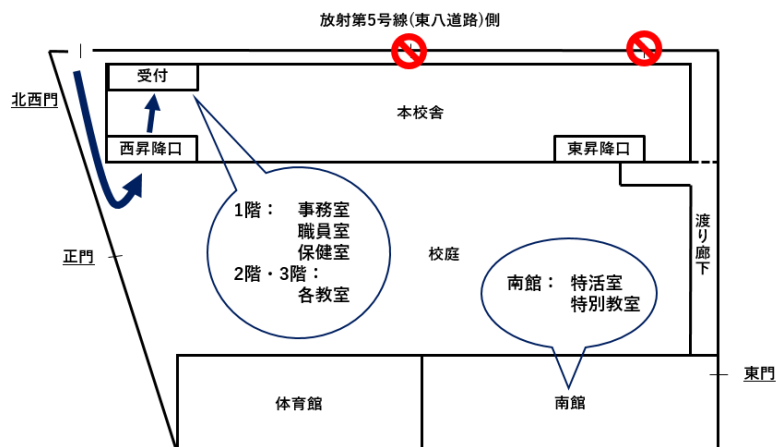 放射第5号線(東八道路)側
受付
北西門
本校舎
西昇降口
東昇降口
1階： 事務室
職員室
保健室
2階・3階：
各教室
正門
校庭
渡り廊下
南館： 特活室
特別教室
東門
体育館
南館